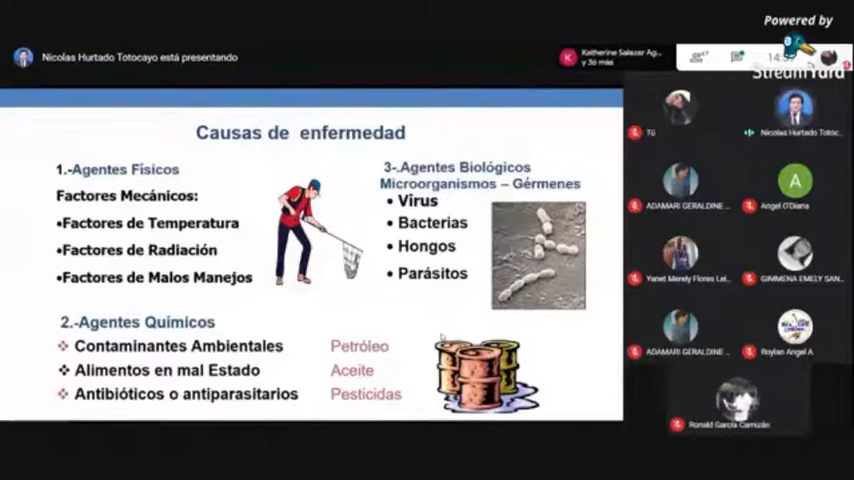 Powered by
StreamYard
Nicolas Hurtado Totocayo está presentando
K
Katherine Salazar Ag...
y 36 más
Causas de enfermedad
1.-Agentes Físicos
Factores Mecánicos:
•Factores de Temperatura
•Factores de Radiación
•Factores de Malos Manejos
3-.Agentes Biológicos
Microorganismos – Gérmenes
• Virus
• Bacterias
• Hongos
• Parásitos
2.-Agentes Químicos
❖ Contaminantes Ambientales
❖ Alimentos en mal Estado
❖ Antibióticos o antiparasitarios
Petróleo
Aceite
Pesticidas
Tú
Nicolas Hurtado Totoc...
ADAMARI GERALDINE ...
A
Angel O'Diana
Yanet Merely Flores Lei...
GIMMENA EMELY SAN...
ADAMARI GERALDINE ...
Roylan Angel A
Ronald García